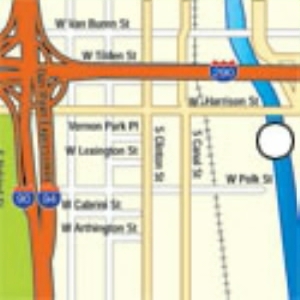 W Van Buren St
W Tilden St
290
W Harrison St
Vernon Park Pl
W Lexington St
S Clinton St
S Canal St
W Polk St
90
94
W Cabrini St
W Arthington St